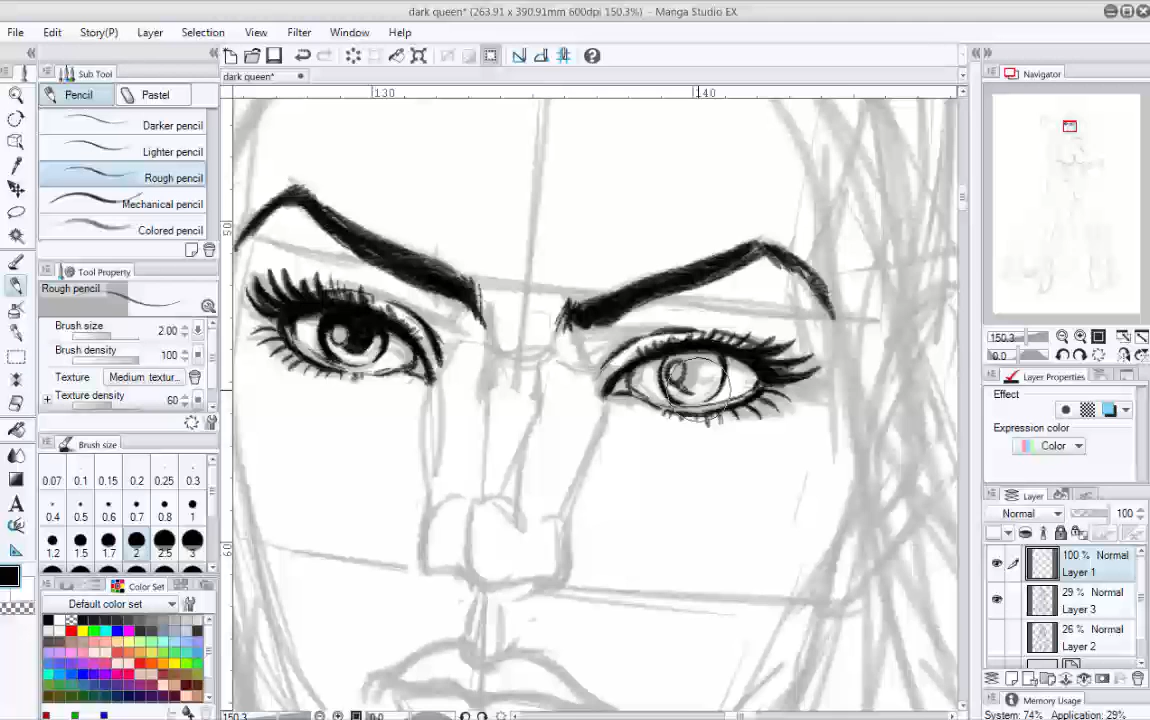 dark queen* (263.91 x 390.91mm 600dpi 150.3%) - Manga Studio EX
File Edit Story(P) Layer Selection View Filter Window Help
Sub Tool
Pencil Pastel
Darker pencil
Lighter pencil
Rough pencil
Mechanical pencil
Colored pencil
Tool Property
Rough pencil
Brush size 2.00
Brush density 100
Texture Medium textur...
Texture density 60
Brush size
0.07 0.1 0.15 0.2 0.25 0.3
0.4 0.5 0.6 0.7 0.8 1
1.2 1.5 1.7 2 2.5 3
Color Set
Default color set
dark queen*
130 140
50
60
150.3 0.0
Navigator
150.3
0.0
Layer Properties
Effect
Expression color
Color
Layer
Normal 100
100 % Normal
Layer 1
29 % Normal
Layer 3
26 % Normal
Layer 2
Memory Usage
System: 74% Application: 29%